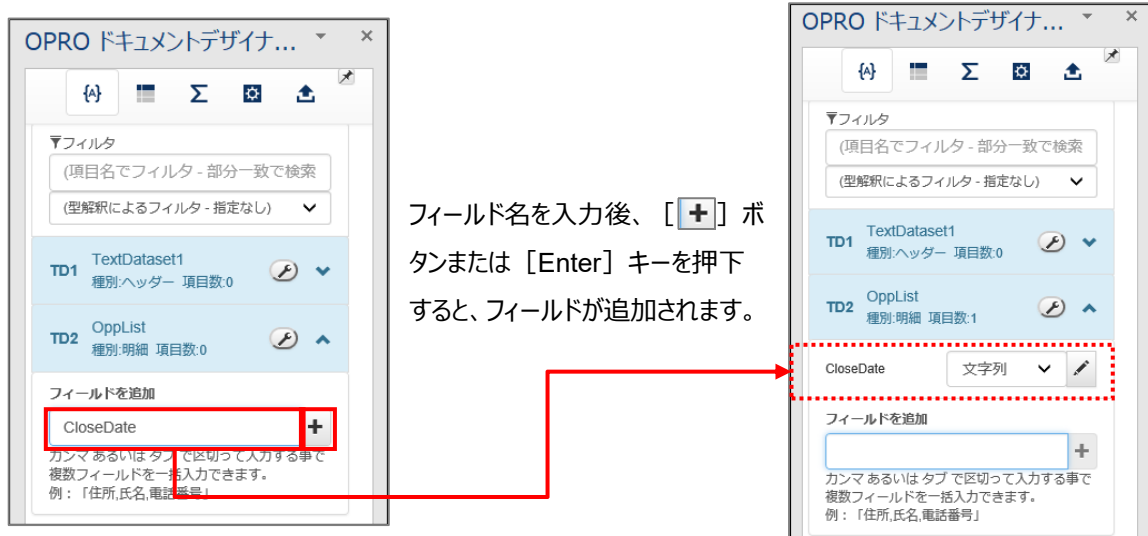 OPRO ドキュメントデザイナ...
{A}
フィルタ
(項目名でフィルタ - 部分一致で検索
(型解釈によるフィルタ - 指定なし)
TD1
TextDataset1
種別:ヘッダー 項目数:0
TD2
OppList
種別:明細 項目数:0
フィールドを追加
CloseDate
カンマ あるいは タブ で区切って入力する事で
複数フィールドを一括入力できます。
例：「住所,氏名,電話番号」
フィールド名を入力後、［+］ボ
タンまたは［Enter］キーを押下
すると、フィールドが追加されます。
OPRO ドキュメントデザイナ...
{A}
フィルタ
(項目名でフィルタ - 部分一致で検索
(型解釈によるフィルタ - 指定なし)
TD1
TextDataset1
種別:ヘッダー 項目数:0
TD2
OppList
種別:明細 項目数:1
CloseDate 文字列
フィールドを追加
カンマ あるいは タブ で区切って入力する事で
複数フィールドを一括入力できます。
例：「住所,氏名,電話番号」